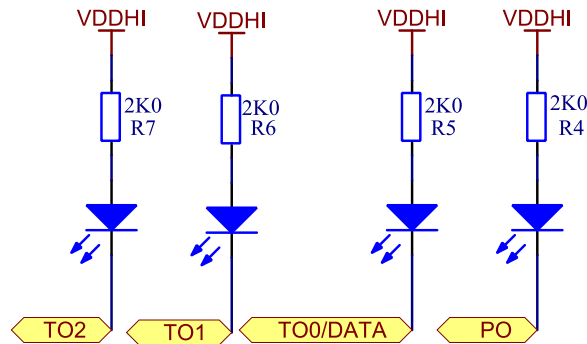 VDDHI VDDHI VDDHI VDDHI
2K0 2K0 2K0 2K0
R7 R6 R5 R4
TO2 TO1 TO0/DATA PO